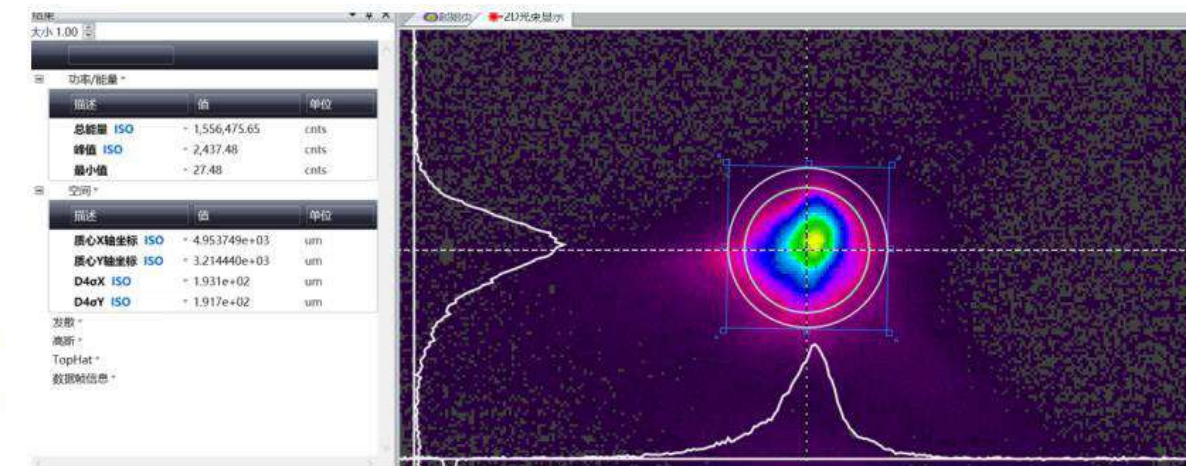 结果
大小 1.00
2D光束显示
功率/能量
描述 值 单位
总能量 ISO 1,556,475.65 cnts
峰值 ISO 2,437.48 cnts
最小值 27.48 cnts
空间
描述 值 单位
质心X轴坐标 ISO 4.953749e+03 um
质心Y轴坐标 ISO 3.214440e+03 um
D4σX ISO 1.931e+02 um
D4σY ISO 1.917e+02 um
发散
高斯
TopHat
数据帧信息